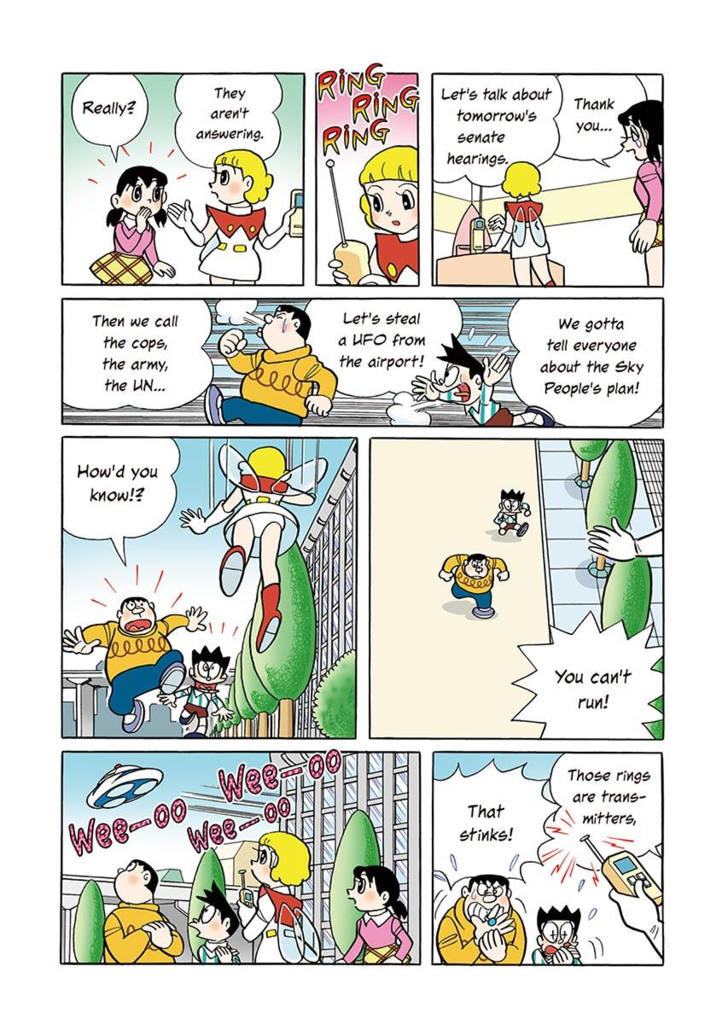 Thank
you...
Let's talk about
tomorrow's
senate
hearings.
RING
RING
RING
They
aren't
answering.
Really?
We gotta
tell everyone
about the Sky
People's plan!
Let's steal
a UFO from
the airport!
Then we call
the cops,
the army,
the UN...
You can't
run!
How'd you
know!?
Those rings
are trans-
mitters,
That
stinks!
Wee-oo
Wee-oo
Wee-oo